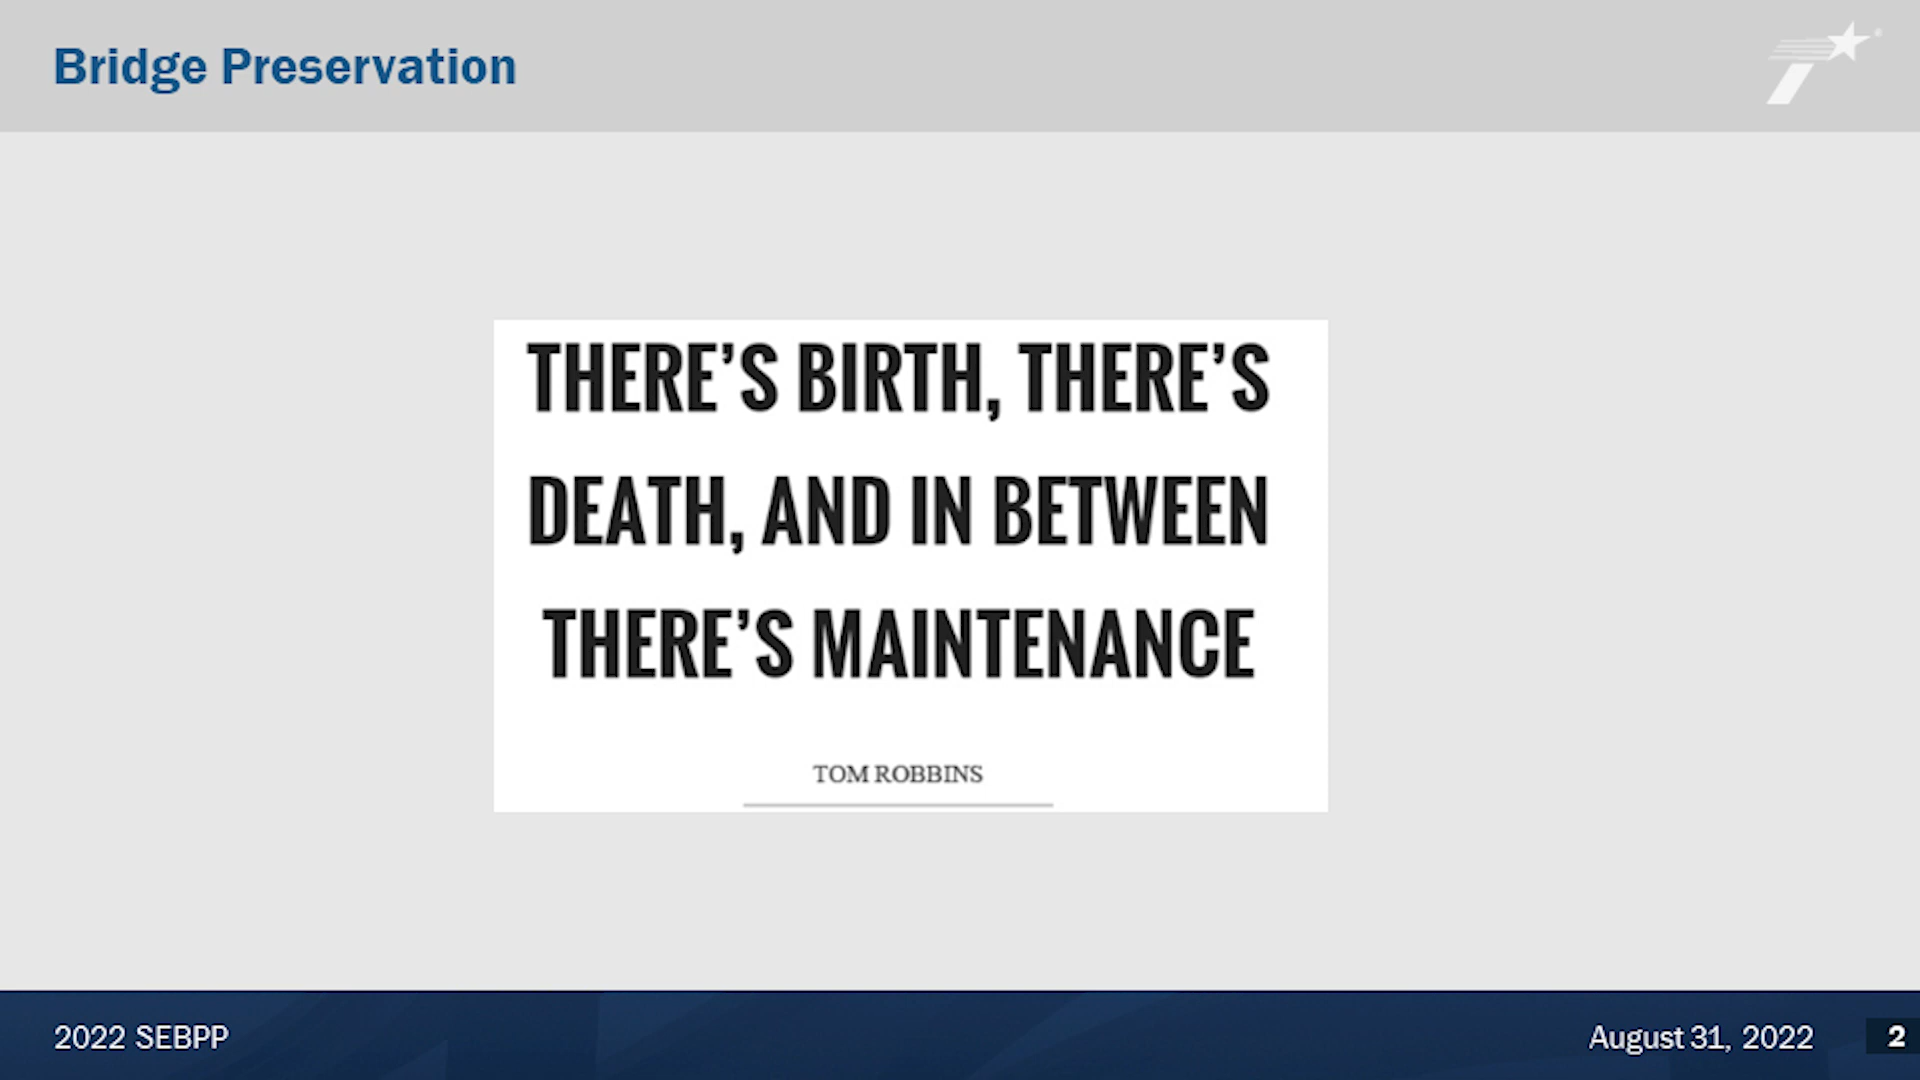 Bridge Preservation
THERE’S BIRTH, THERE’S
DEATH, AND IN BETWEEN
THERE’S MAINTENANCE
TOM ROBBINS
2022 SEBPP
August 31, 2022
2